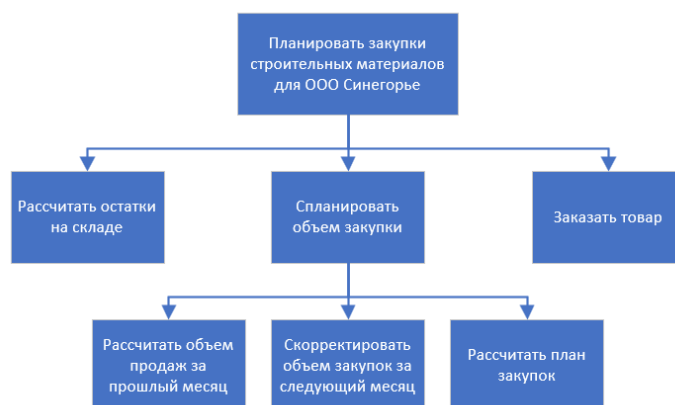 Планировать закупки
строительных материалов
для ООО Синегорье
Рассчитать остатки
на складе
Спланировать
объем закупки
Заказать товар
Рассчитать объем
продаж за
прошлый месяц
Скорректировать
объем закупок за
следующий месяц
Рассчитать план
закупок